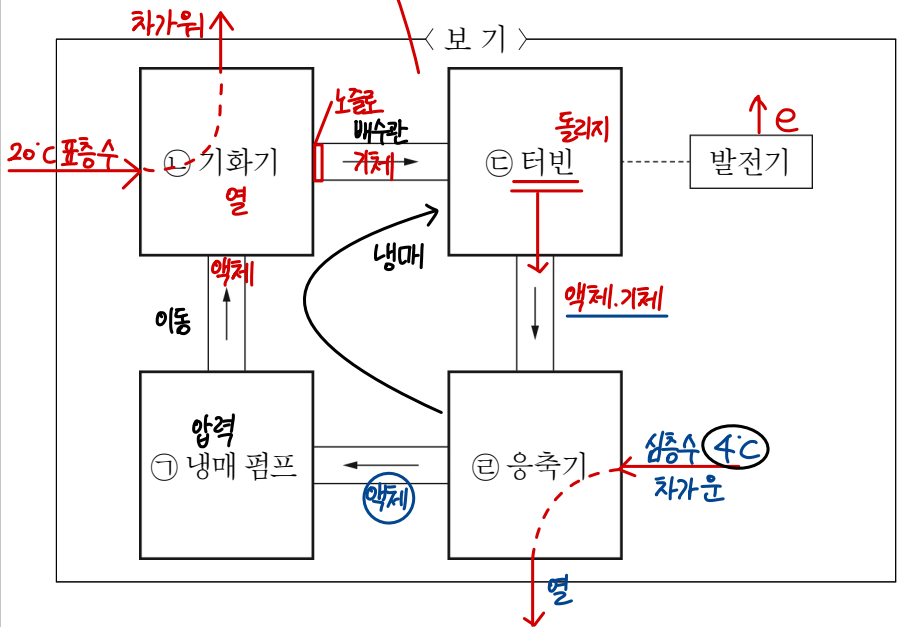 차가워
〈 보 기 〉
노즐로
배수관
돌리지
e
20°C 표층수
㉡ 기화기
기체
㉢ 터빈
발전기
열
냉매
액체
액체.기체
이동
압력
심층수 4°C
㉠ 냉매 펌프
㉣ 응축기
차가운
액체
열